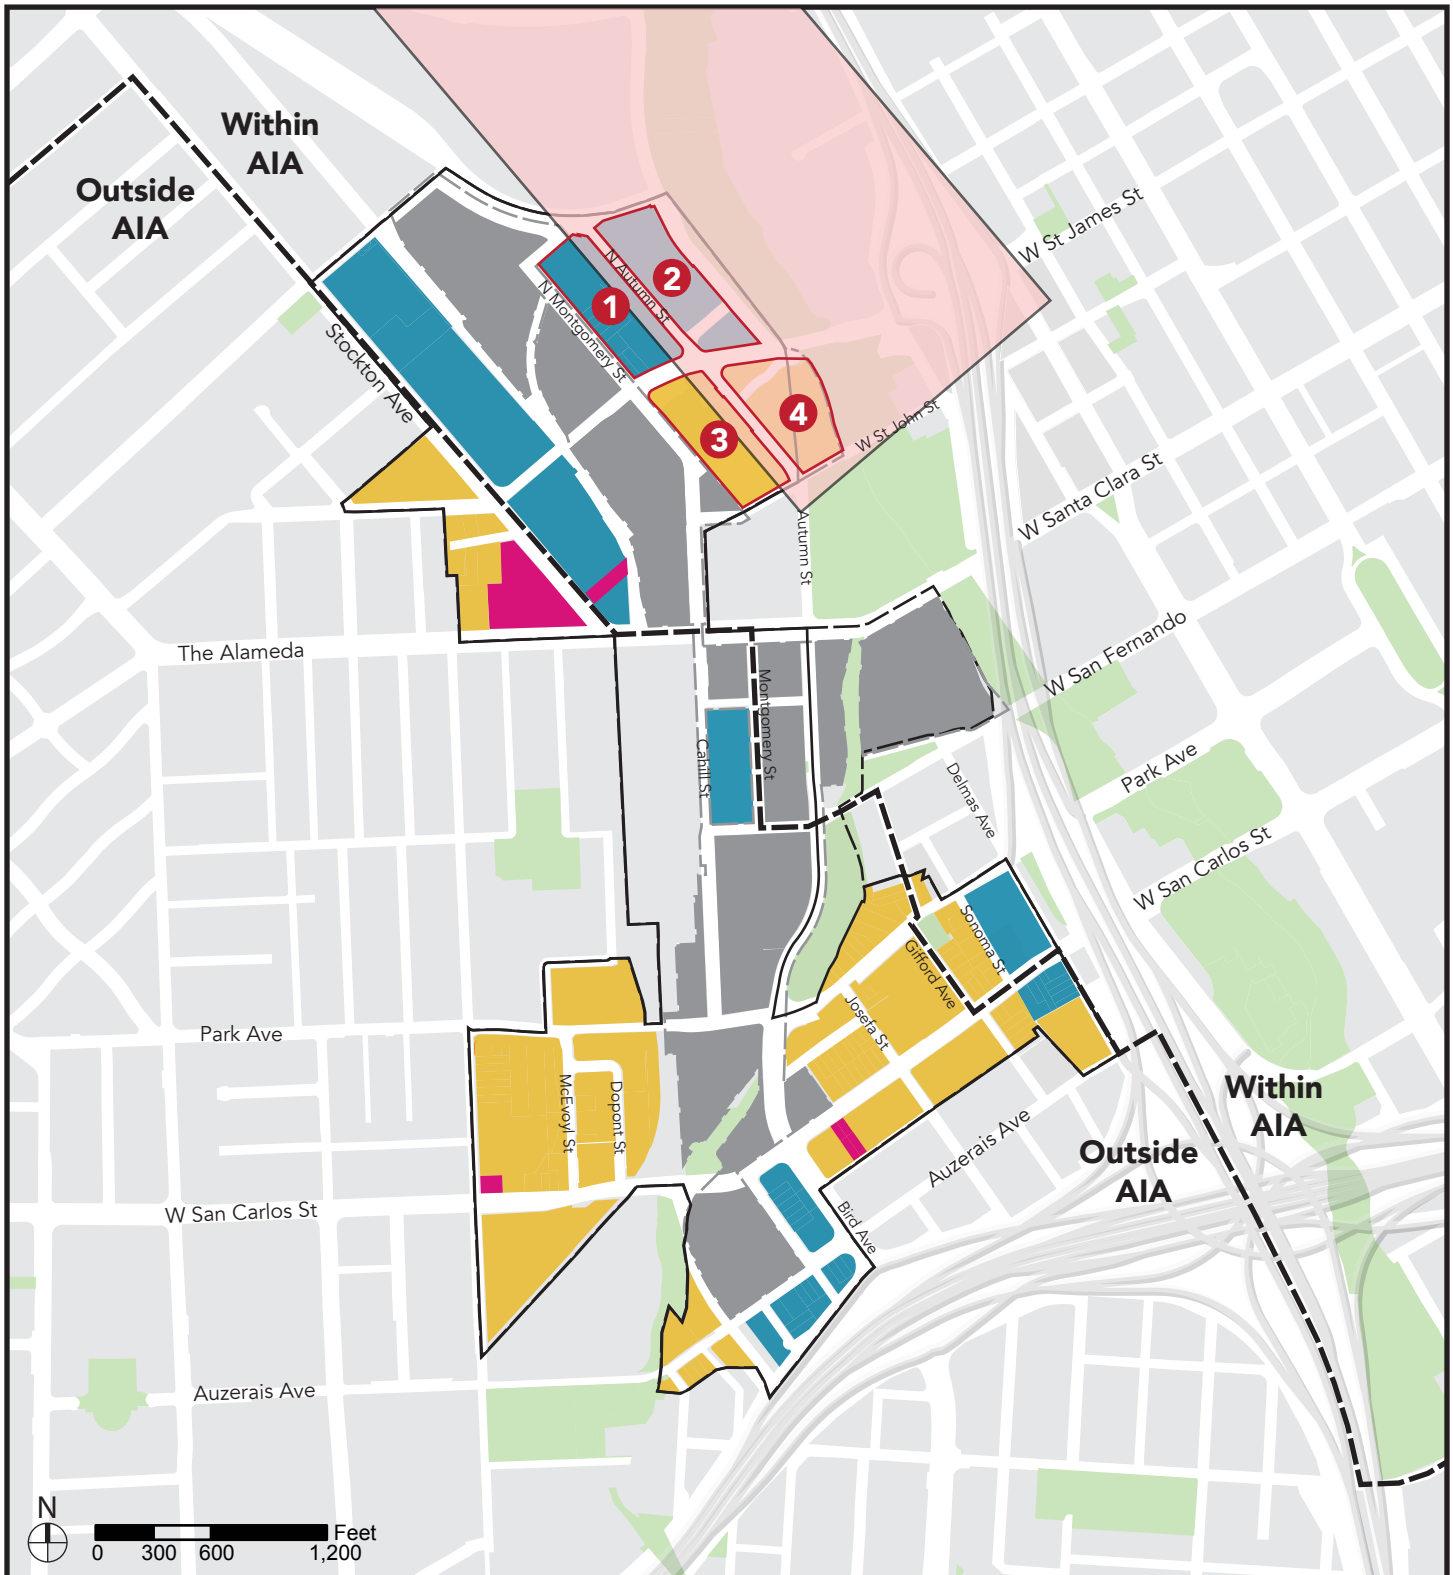 Within
AIA
Outside
AIA
W St James St
N Autumn St
2
1
N Montgomery St
Stockton Ave
4
3
W St John St
W Santa Clara St
Autumn St
The Alameda
W San Fernando
Montgomery St
Cahill St
Park Ave
Delmas Ave
W San Carlos St
Sonoma St
Gifford Ave
Josefa St
Park Ave
McEvoyl St
Dopont St
Within
AIA
Auzerais Ave
Outside
AIA
W San Carlos St
Bird Ave
Auzerais Ave
N
Feet
0 300 600 1,200